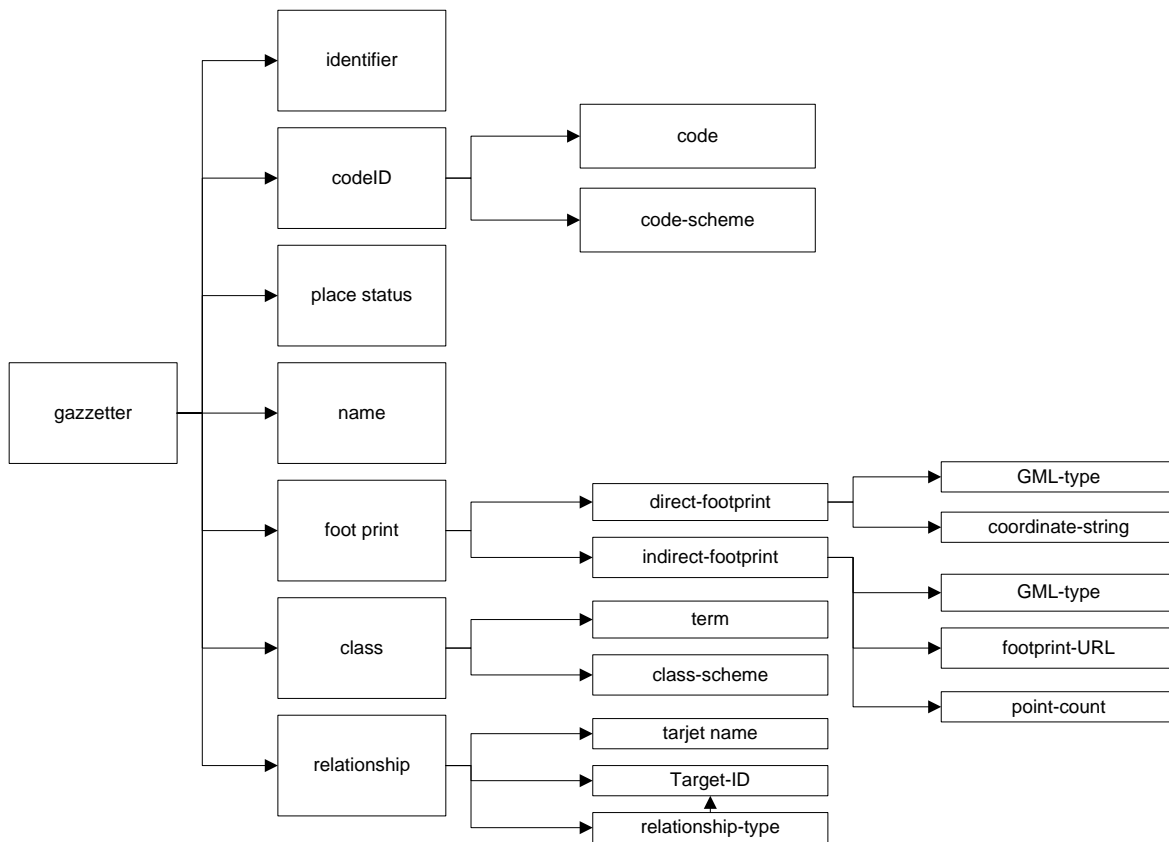 identifier
codeID
code
code-scheme
place status
gazzetter
name
foot print
direct-footprint
GML-type
coordinate-string
indirect-footprint
GML-type
footprint-URL
point-count
class
term
class-scheme
relationship
tarjet name
Target-ID
relationship-type